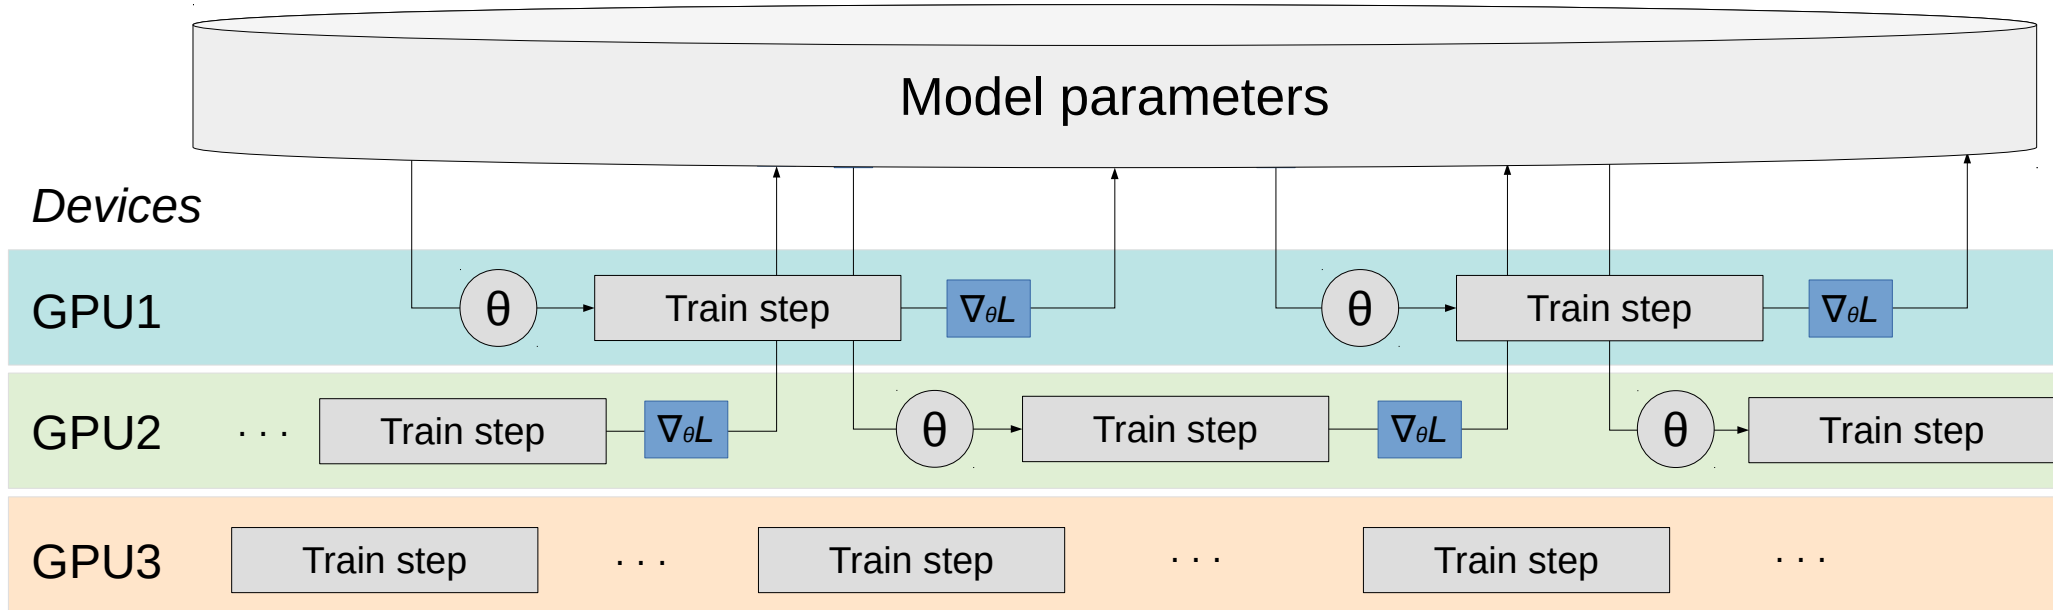 Model parameters
Devices
GPU1 θ Train step ∇θL θ Train step ∇θL
GPU2 . . . Train step ∇θL θ Train step ∇θL θ Train step
GPU3 Train step . . . Train step . . . Train step . . .